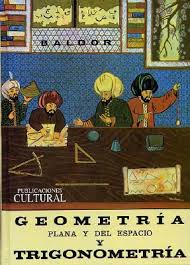 BALDOR
PUBLICACIONES
CULTURAL
GEOMETRÍA
PLANA Y DEL ESPACIO
Y
TRIGONOMETRÍA